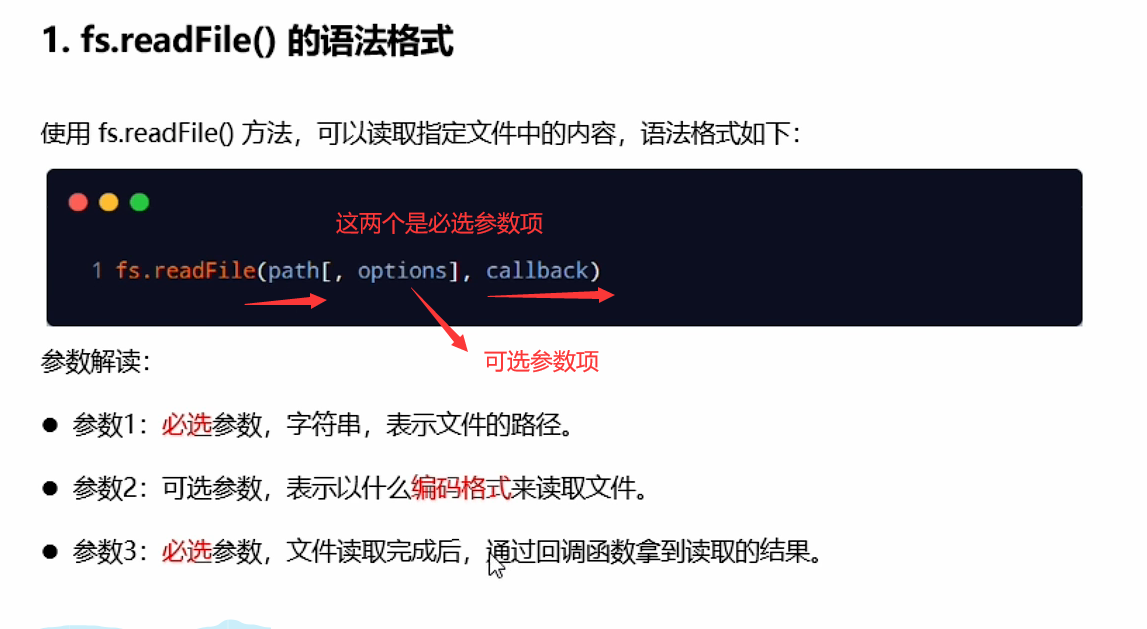 1. fs.readFile() 的语法格式
使用 fs.readFile() 方法，可以读取指定文件中的内容，语法格式如下：
这两个是必选参数项
1 fs.readFile(path[, options], callback)
参数解读：
可选参数项
● 参数1：必选参数，字符串，表示文件的路径。
● 参数2：可选参数，表示以什么编码格式来读取文件。
● 参数3：必选参数，文件读取完成后，通过回调函数拿到读取的结果。